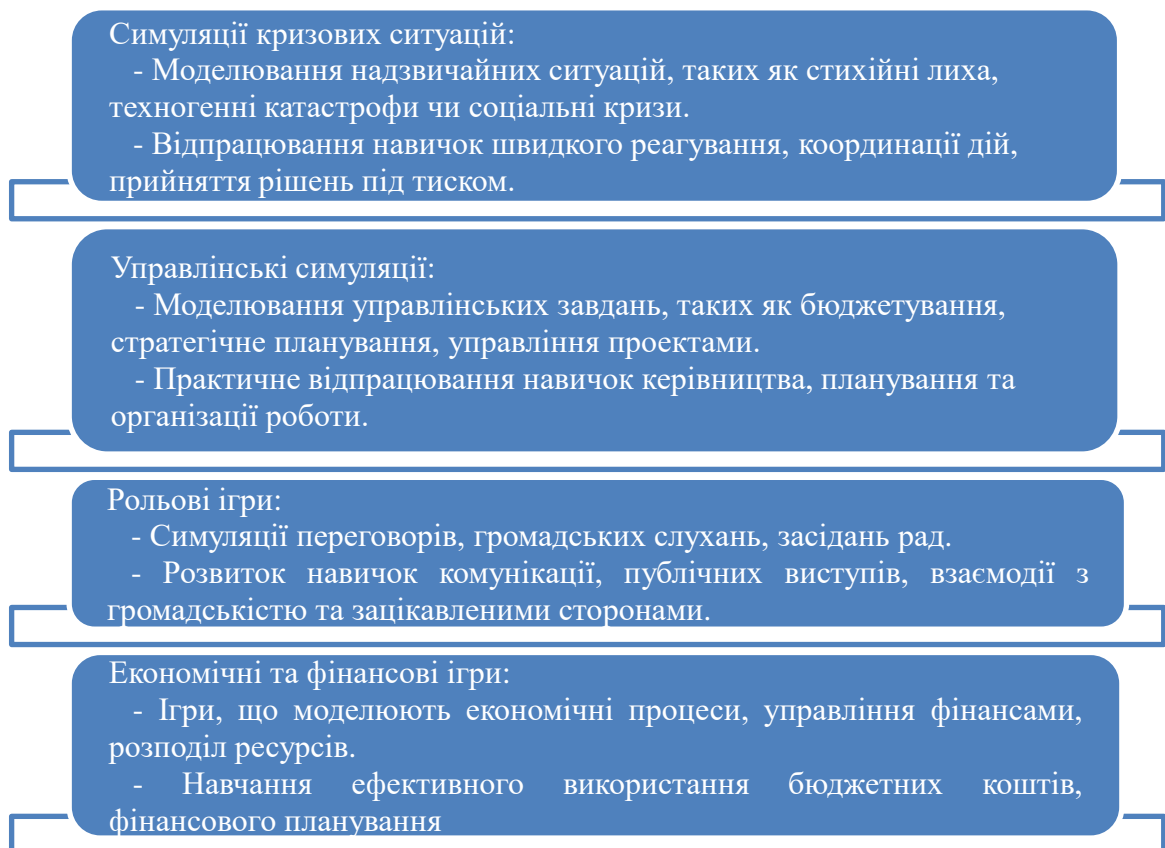 Симуляції кризових ситуацій:
- Моделювання надзвичайних ситуацій, таких як стихійні лиха,
техногенні катастрофи чи соціальні кризи.
- Відпрацювання навичок швидкого реагування, координації дій,
прийняття рішень під тиском.
Управлінські симуляції:
- Моделювання управлінських завдань, таких як бюджетування,
стратегічне планування, управління проектами.
- Практичне відпрацювання навичок керівництва, планування та
організації роботи.
Рольові ігри:
- Симуляції переговорів, громадських слухань, засідань рад.
- Розвиток навичок комунікації, публічних виступів, взаємодії з
громадськістю та зацікавленими сторонами.
Економічні та фінансові ігри:
- Ігри, що моделюють економічні процеси, управління фінансами,
розподіл ресурсів.
- Навчання ефективного використання бюджетних коштів,
фінансового планування